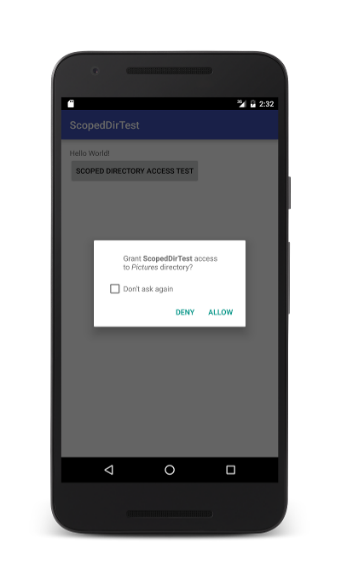 2:32
ScopedDirTest
Hello World!
SCOPED DIRECTORY ACCESS TEST
Grant ScopedDirTest access
to Pictures directory?
Don't ask again
DENY ALLOW